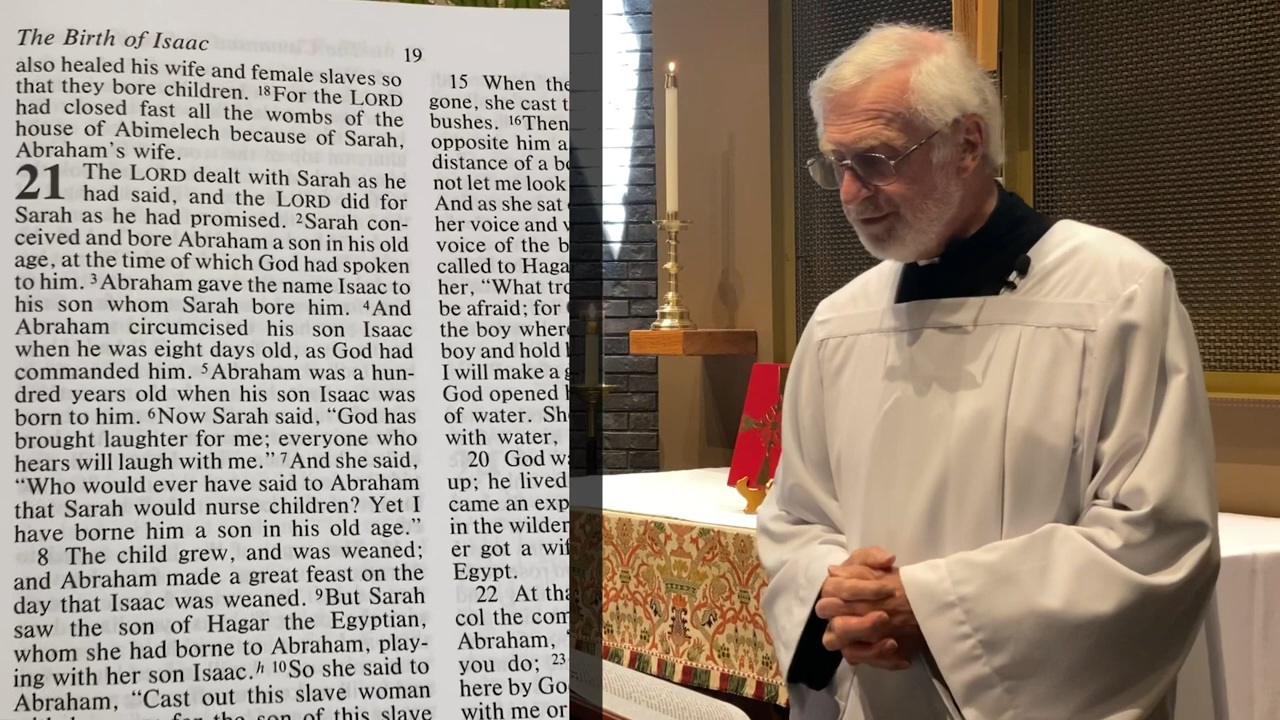 The Birth of Isaac
19
also healed his wife and female slaves so
that they bore children. ¹⁸For the LORD
had closed fast all the wombs of the
house of Abimelech because of Sarah,
Abraham's wife.
21 The LORD dealt with Sarah as he
had said, and the LORD did for
Sarah as he had promised. ²Sarah con-
ceived and bore Abraham a son in his old
age, at the time of which God had spoken
to him. ³Abraham gave the name Isaac to
his son whom Sarah bore him. ⁴And
Abraham circumcised his son Isaac
when he was eight days old, as God had
commanded him. ⁵Abraham was a hun-
dred years old when his son Isaac was
born to him. ⁶Now Sarah said, “God has
brought laughter for me; everyone who
hears will laugh with me.” ⁷And she said,
“Who would ever have said to Abraham
that Sarah would nurse children? Yet I
have borne him a son in his old age.”
8 The child grew, and was weaned;
and Abraham made a great feast on the
day that Isaac was weaned. ⁹But Sarah
saw the son of Hagar the Egyptian,
whom she had borne to Abraham, play-
ing with her son Isaac.ʰ ¹⁰So she said to
Abraham, “Cast out this slave woman
for the son of this slave
15 When the
gone, she cast
bushes. ¹⁶Then
opposite him a
distance of a
not let me look
And as she sat
her voice and
voice of the
called to
her, “What
be afraid; for
the boy
boy and hold
I will make a
God opened
of water.
with water,
20 God
up; he lived
came an
in the
er got a
Egypt.
22 At
col the
Abraham,
you do; ²³
here by
with me or